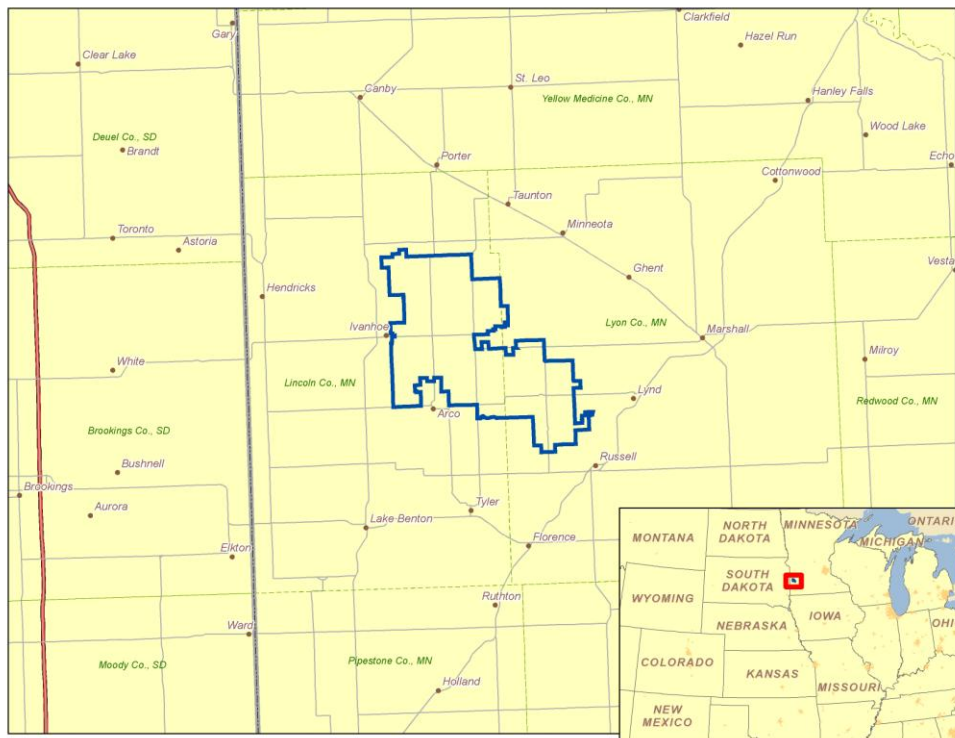 Clarkfield
Gary
Hazel Run
Clear Lake
St. Leo
Canby
Yellow Medicine Co., MN
Hanley Falls
Deuel Co., SD
Wood Lake
Brandt
Porter
Echo
Cottonwood
Taunton
Minneota
Toronto
Astoria
Vesta
Ghent
Hendricks
Lyon Co., MN
Ivanhoe
Marshall
Milroy
White
Lincoln Co., MN
Lynd
Redwood Co., MN
Arco
Brookings Co., SD
Russell
Bushnell
Brookings
Tyler
Aurora
Lake Benton
Florence
Elkton
Ruthton
Ward
Moody Co., SD
Pipestone Co., MN
Holland
NORTH
DAKOTA
MINNESOTA
ONTARI
MONTANA
MICHIGAN
SOUTH
DAKOTA
WYOMING
IOWA
NEBRASKA
OHI
COLORADO
KANSAS
MISSOURI
NEW
MEXICO